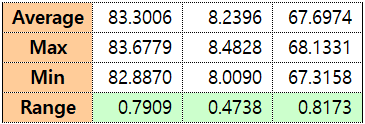 Average 83.3006 8.2396 67.6974
Max 83.6779 8.4828 68.1331
Min 82.8870 8.0090 67.3158
Range 0.7909 0.4738 0.8173